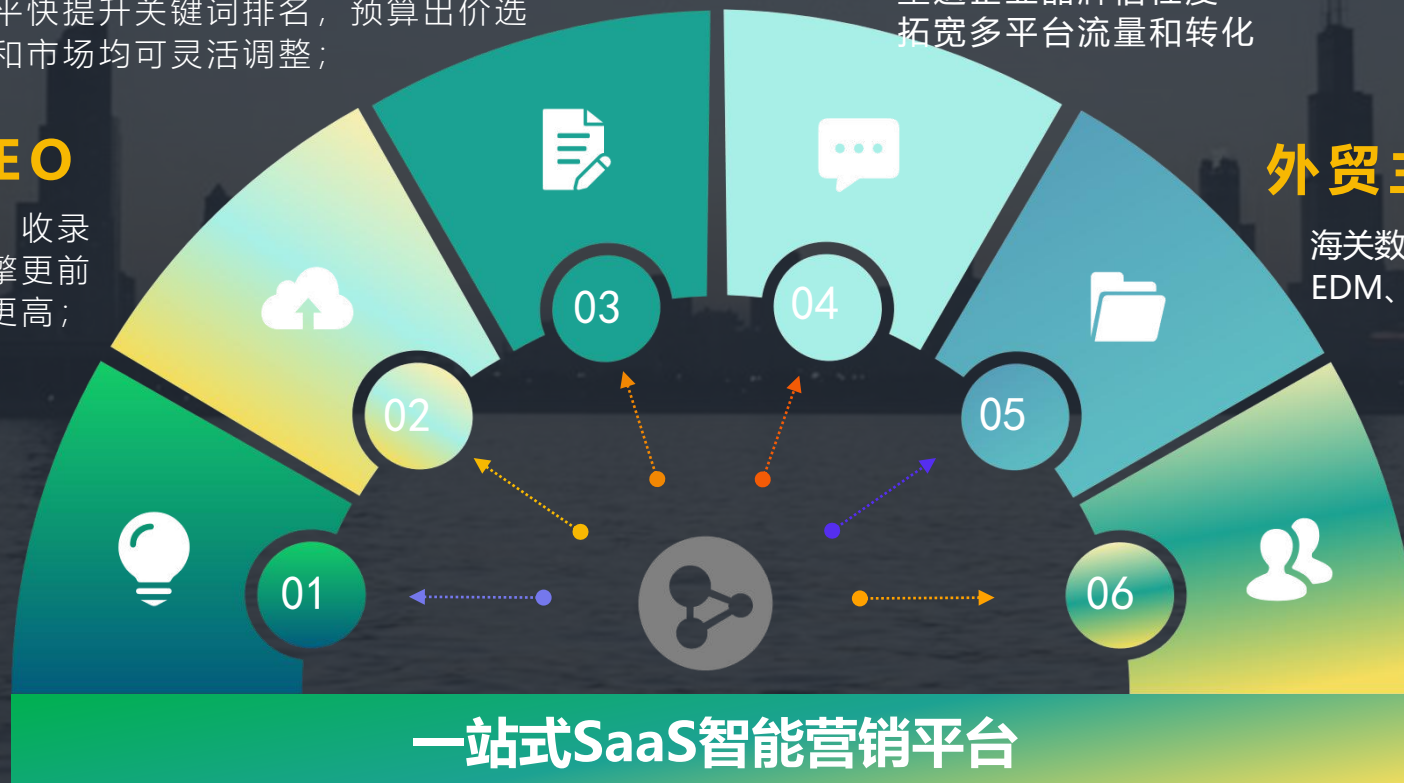 平快提升关键词排名，预算出价选
和市场均可灵活调整；
拓宽多平台流量和转化
EO
收录
擎更前
更高；
外贸主
海关数
EDM、
03
04
02
05
01
06
一站式SaaS智能营销平台